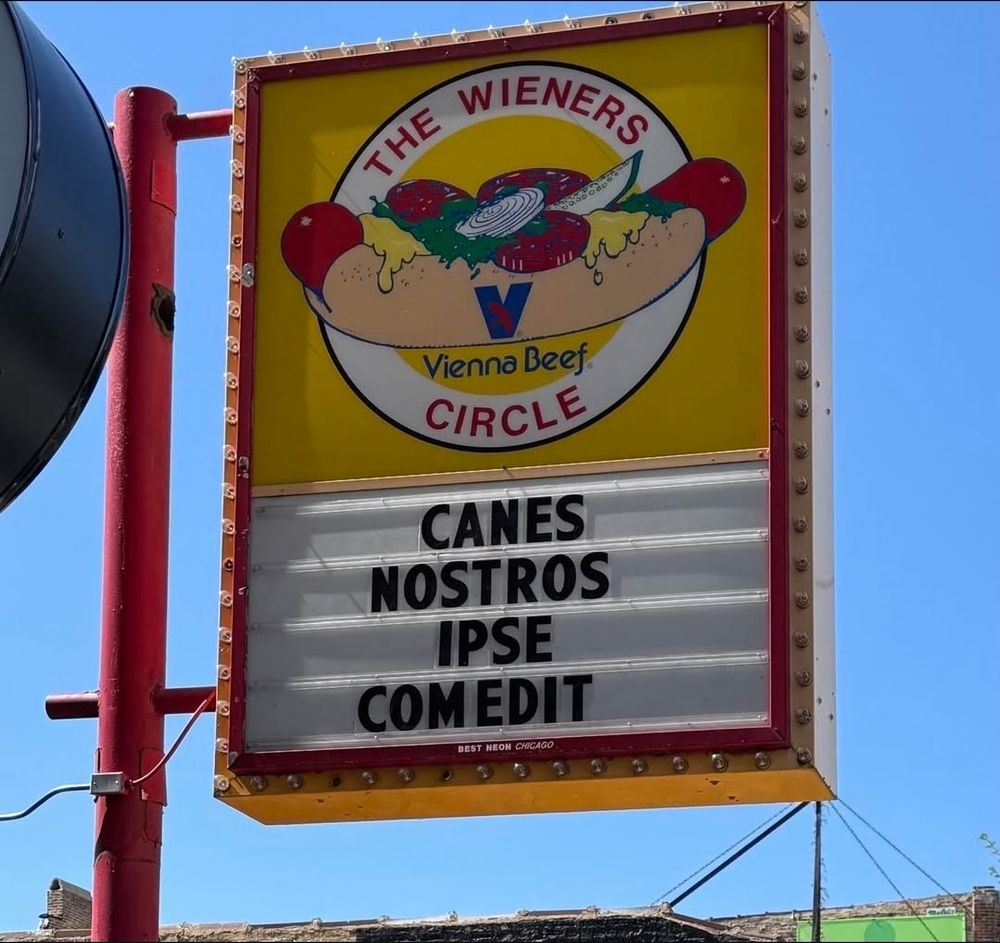 THE WIENERS
V
Vienna Beef®
CIRCLE
CANES
NOSTROS
IPSE
COMEDIT
BEST NEON CHICAGO